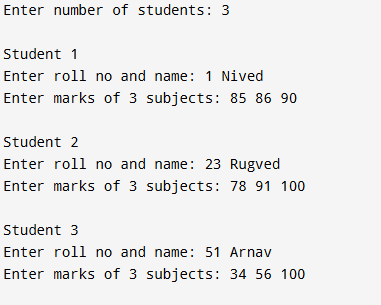 Enter number of students: 3
Student 1
Enter roll no and name: 1 Nived
Enter marks of 3 subjects: 85 86 90
Student 2
Enter roll no and name: 23 Rugved
Enter marks of 3 subjects: 78 91 100
Student 3
Enter roll no and name: 51 Arnav
Enter marks of 3 subjects: 34 56 100